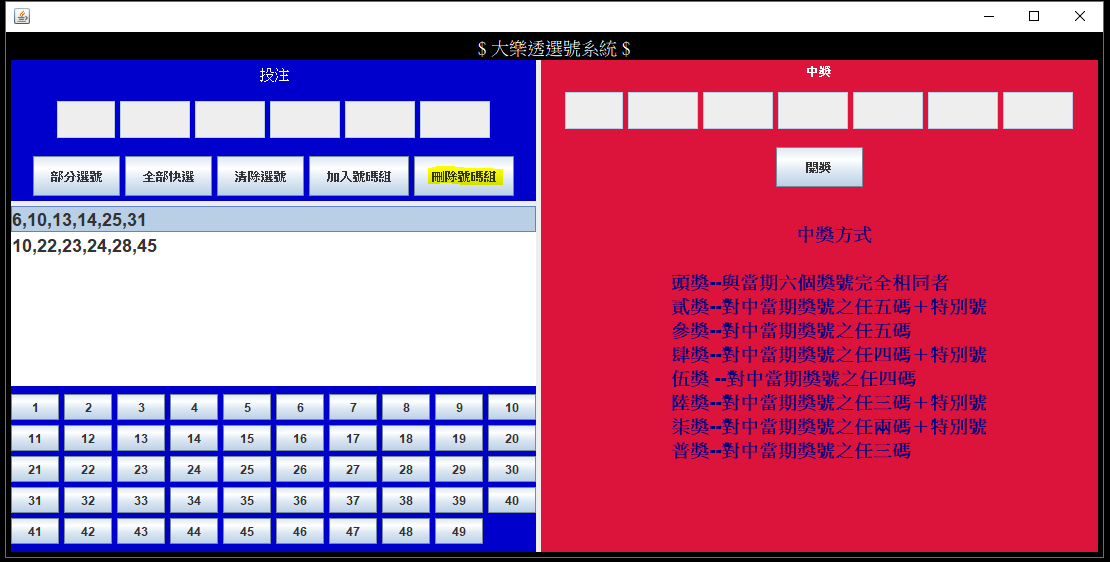 $ 大樂透選號系統 $
投注
部分選號 全部快選 清除選號 加入號碼組 刪除號碼組
6,10,13,14,25,31
10,22,23,24,28,45
1 2 3 4 5 6 7 8 9 10
11 12 13 14 15 16 17 18 19 20
21 22 23 24 25 26 27 28 29 30
31 32 33 34 35 36 37 38 39 40
41 42 43 44 45 46 47 48 49
中獎
開獎
中獎方式
頭獎--與當期六個獎號完全相同者
貳獎--對中當期獎號之任五碼＋特別號
參獎--對中當期獎號之任五碼
肆獎--對中當期獎號之任四碼＋特別號
伍獎 --對中當期獎號之任四碼
陸獎--對中當期獎號之任三碼＋特別號
柒獎--對中當期獎號之任兩碼＋特別號
普獎--對中當期獎號之任三碼